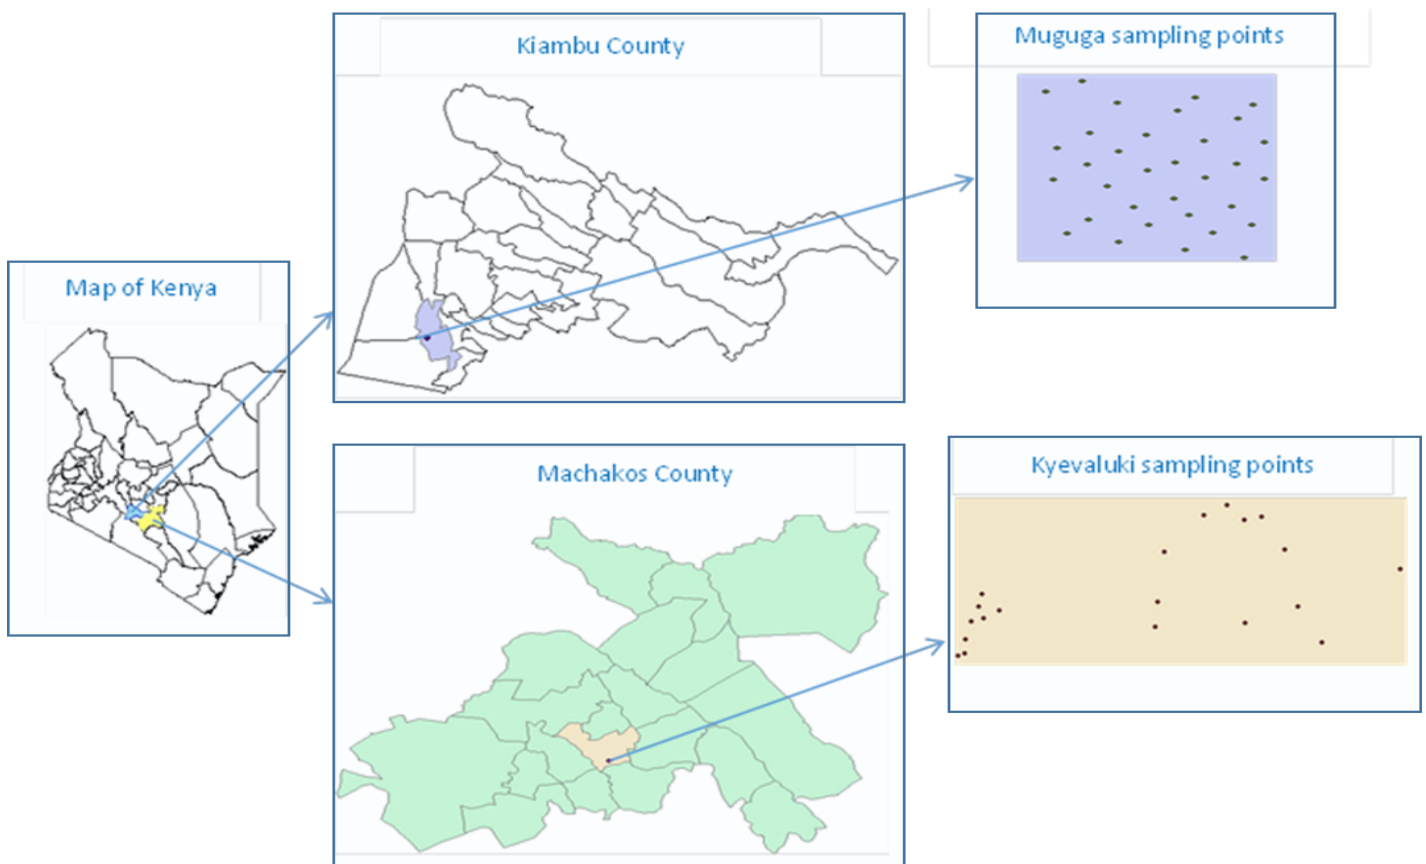 Map of Kenya
Kiambu County
Muguga sampling points
Machakos County
Kyevaluki sampling points